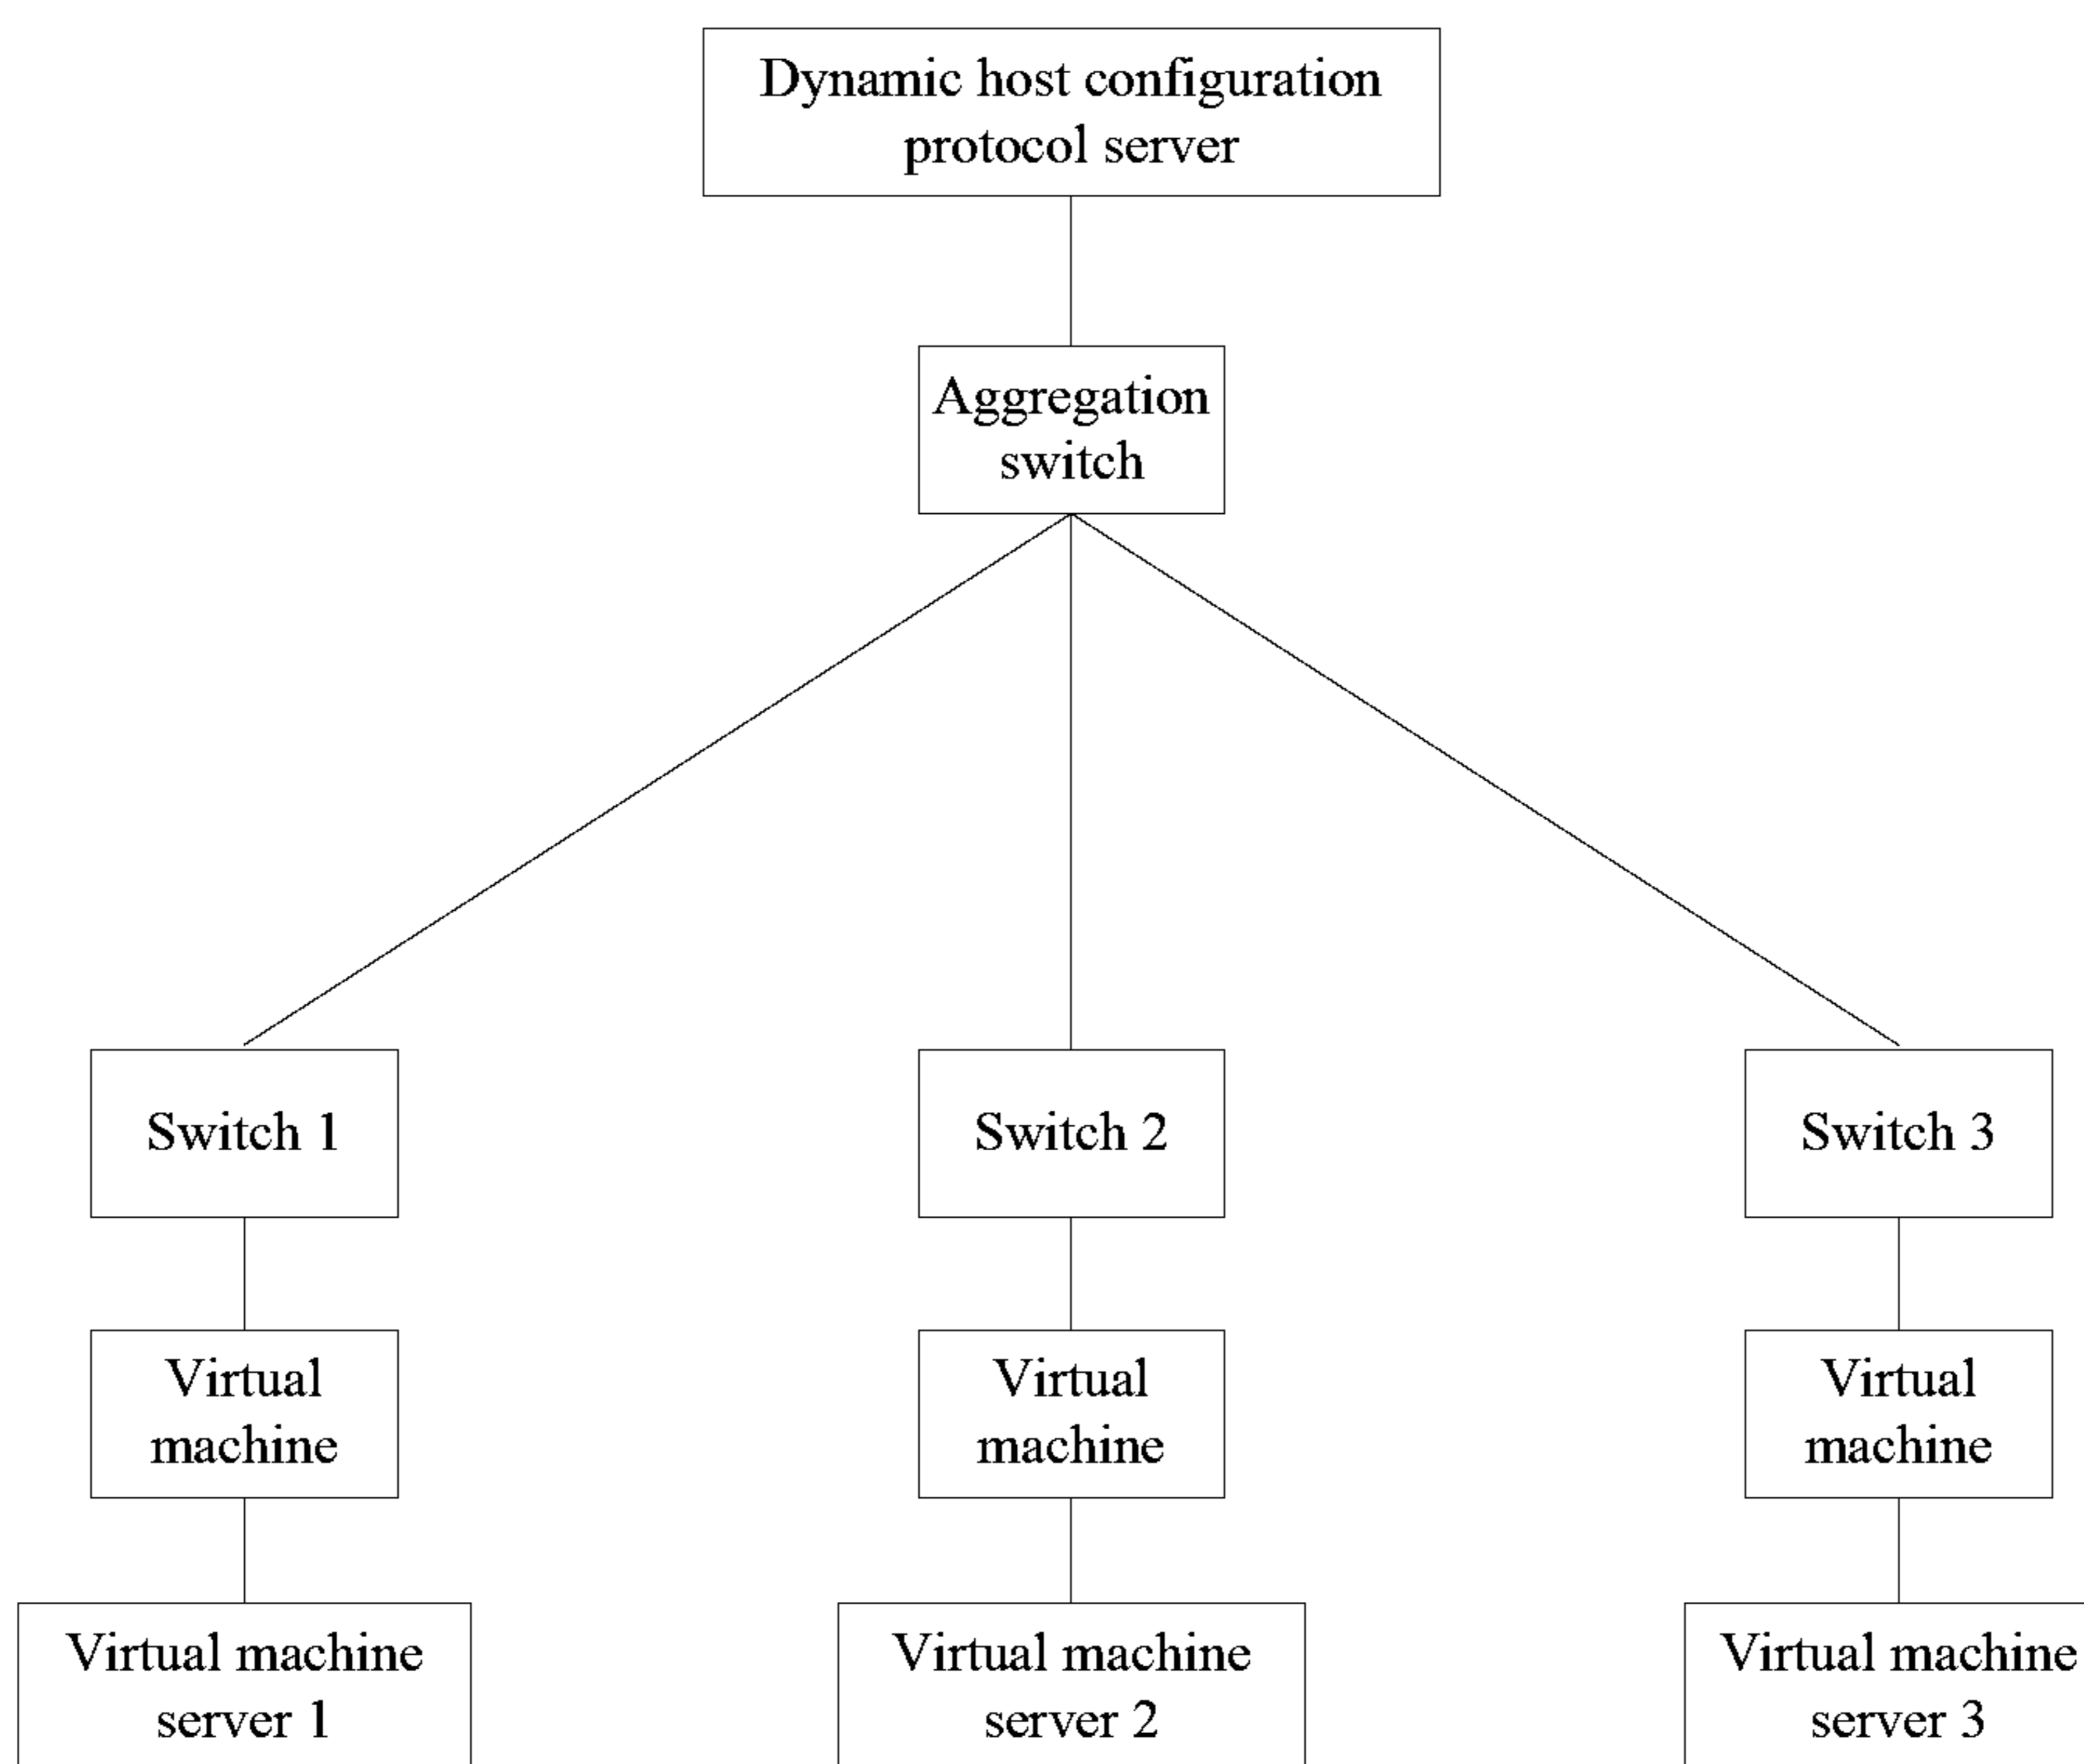 Dynamic host configuration
protocol server
Aggregation
switch
Switch 1
Switch 2
Switch 3
Virtual
machine
Virtual
machine
Virtual
machine
Virtual machine
server 1
Virtual machine
server 2
Virtual machine
server 3